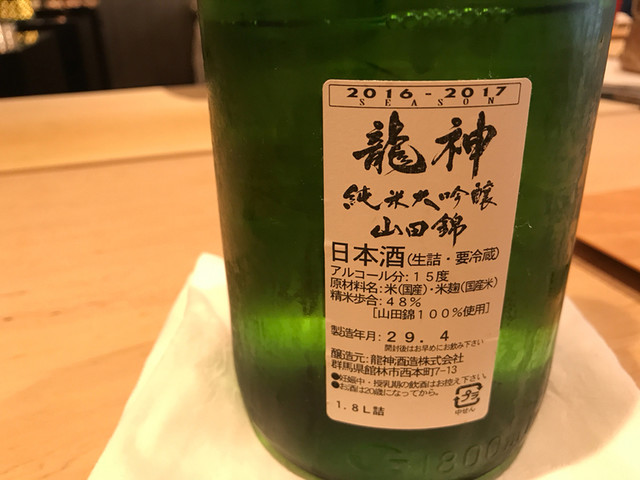 2016-2017
SEASON
龍神
純米大吟醸
山田錦
日本酒(生詰・要冷蔵)
アルコール分:15度
原材料名:米(国産)・米麹(国産米)
精米歩合:48%
[山田錦100%使用]
製造年月:29.4
開封後はお早めにお飲み下さい
醸造元:龍神酒造株式会社
群馬県館林市西本町7-13
●妊娠中・授乳期の飲酒はお控え下さい。
●お酒は20歳になってから。
1.8L詰
中せん
1800